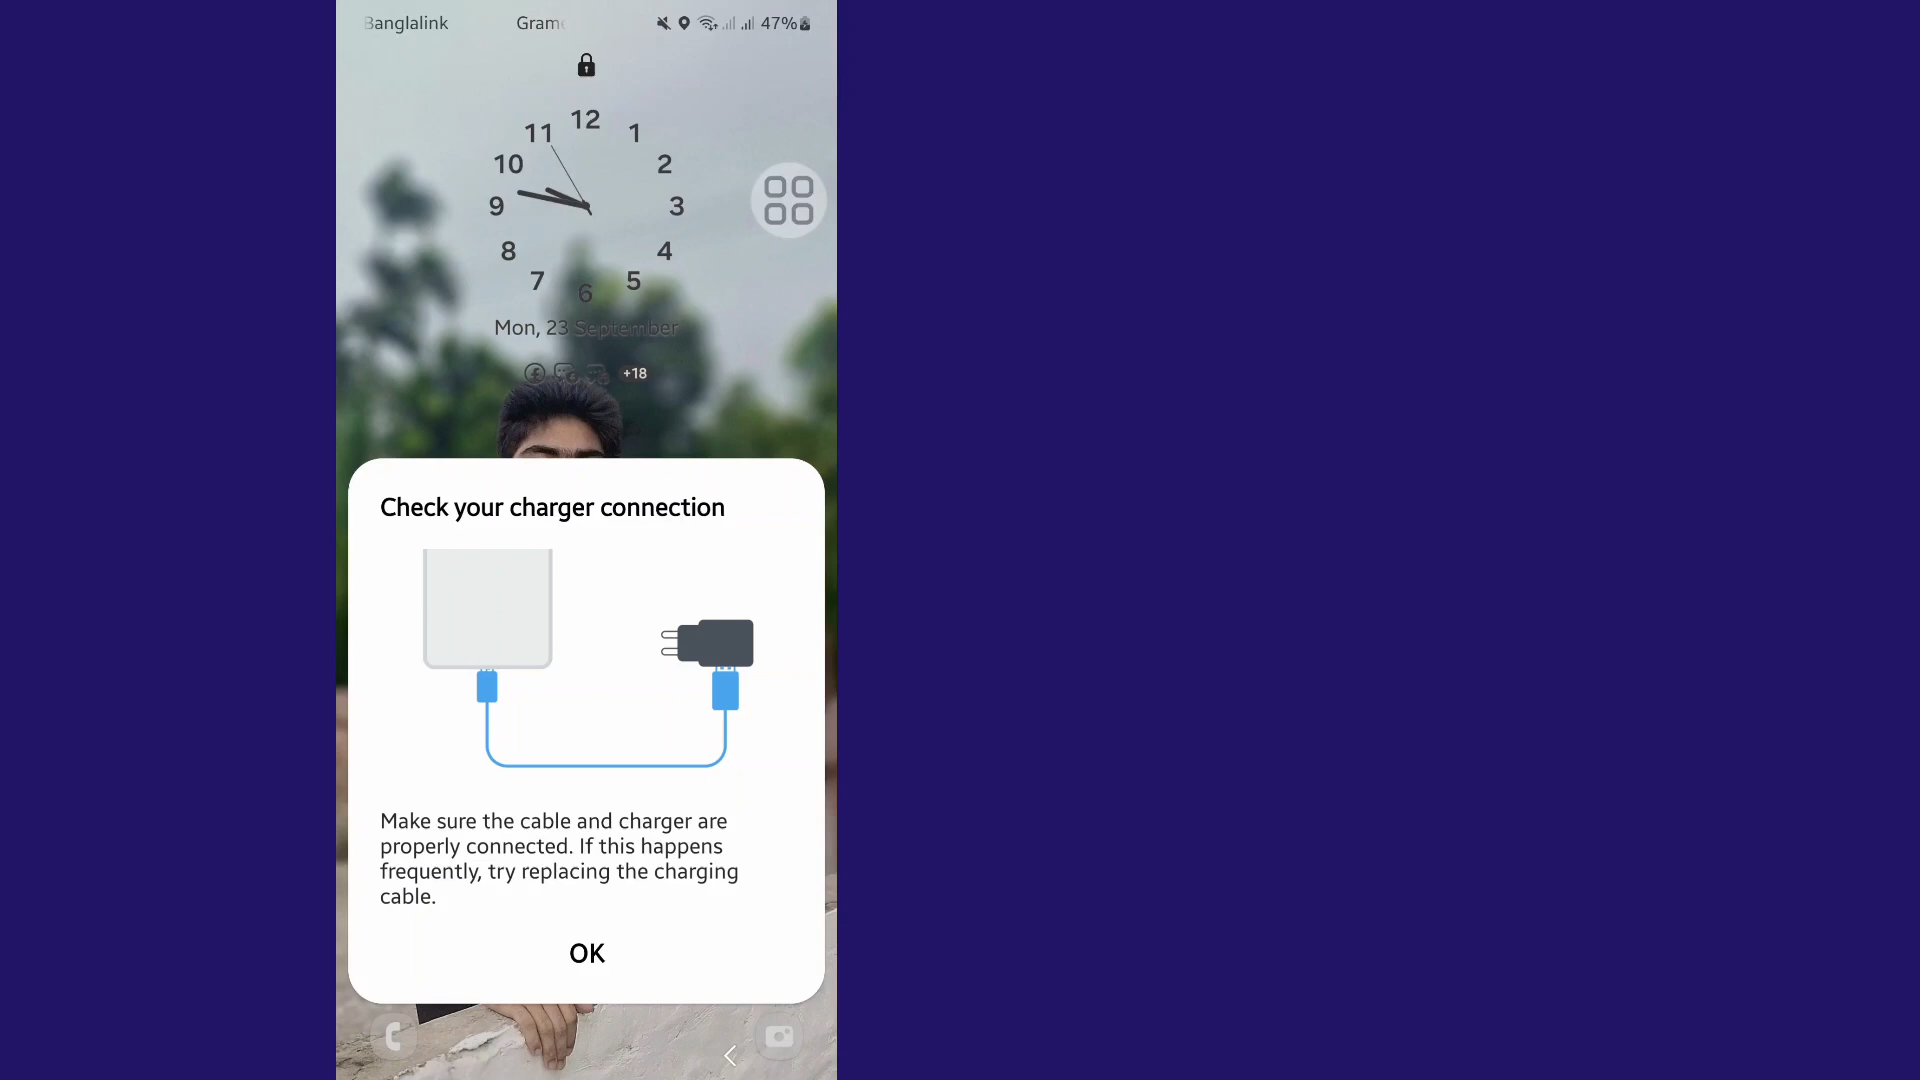 Banglalink Gram 47%
12
11 1
10 2
9 3
8 4
7 5
6
Mon, 23 September
+18
Check your charger connection
Make sure the cable and charger are
properly connected. If this happens
frequently, try replacing the charging
cable.
OK